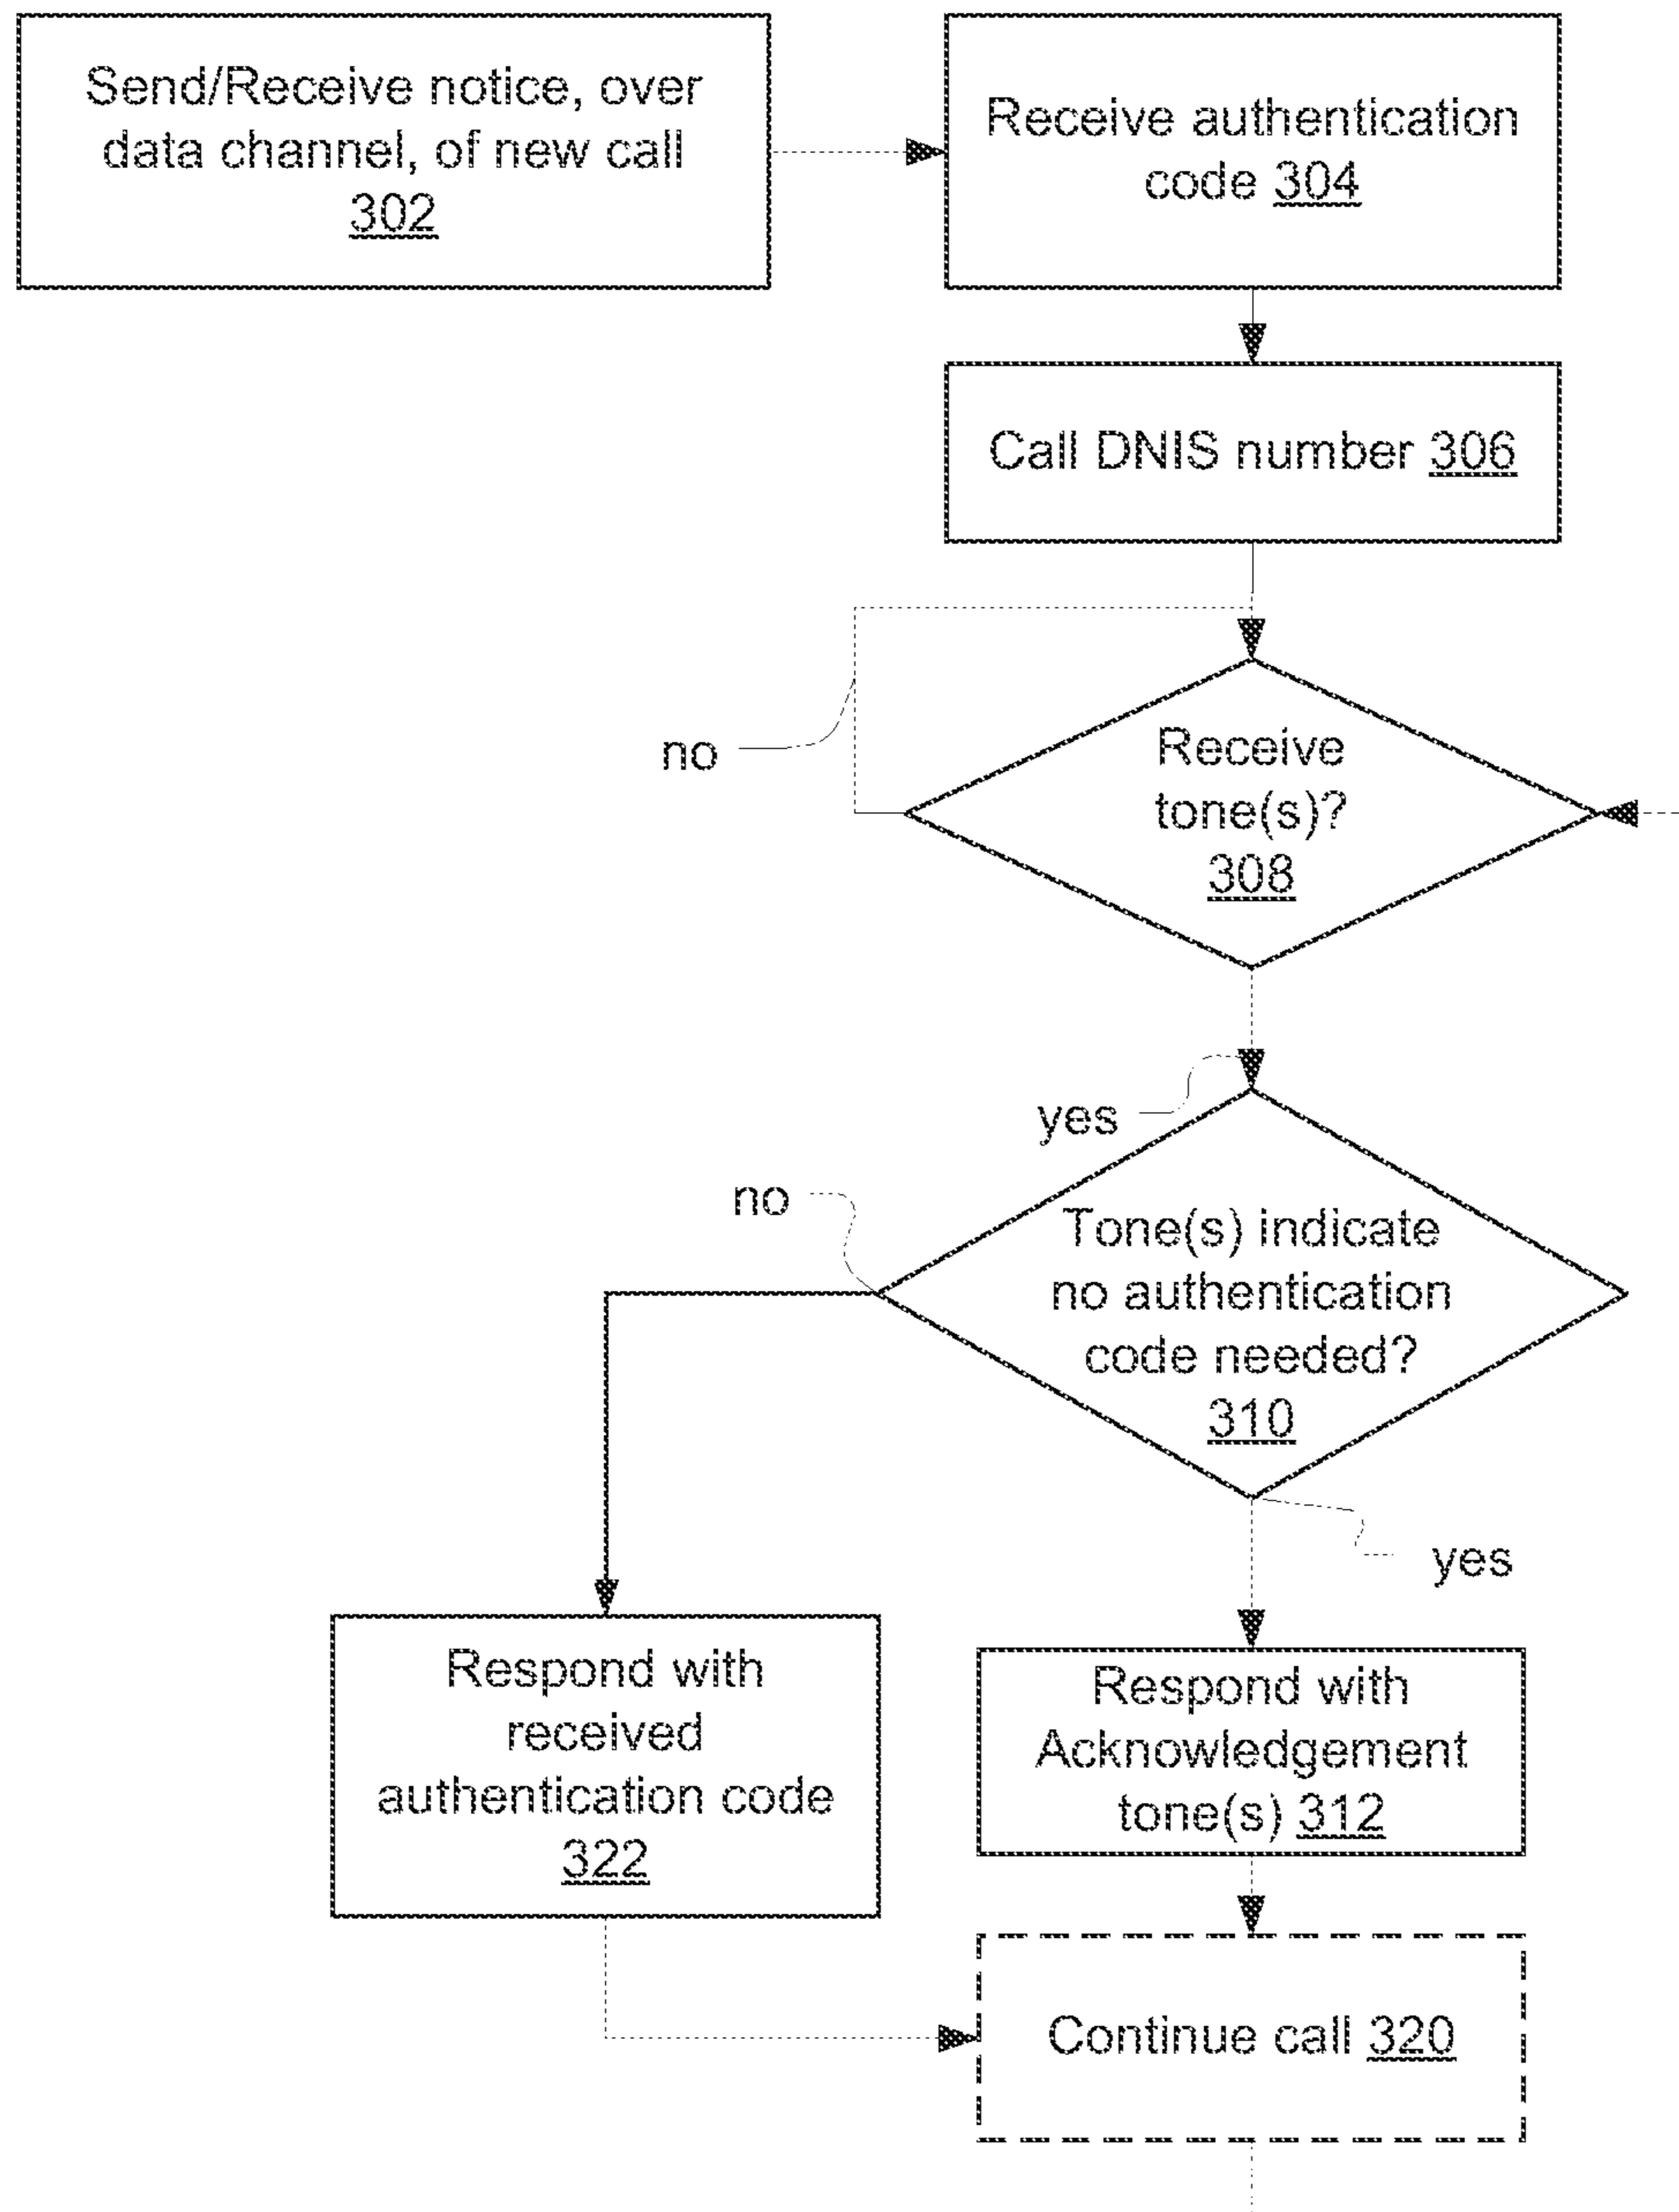 Send/Receive notice, over
data channel, of new call
302
Receive authentication
code 304
Call DNIS number 306
no
Receive
tone(s)?
308
yes
no
Tone(s) indicate
no authentication
code needed?
310
yes
Respond with
received
authentication code
322
Respond with
Acknowledgement
tone(s) 312
Continue call 320